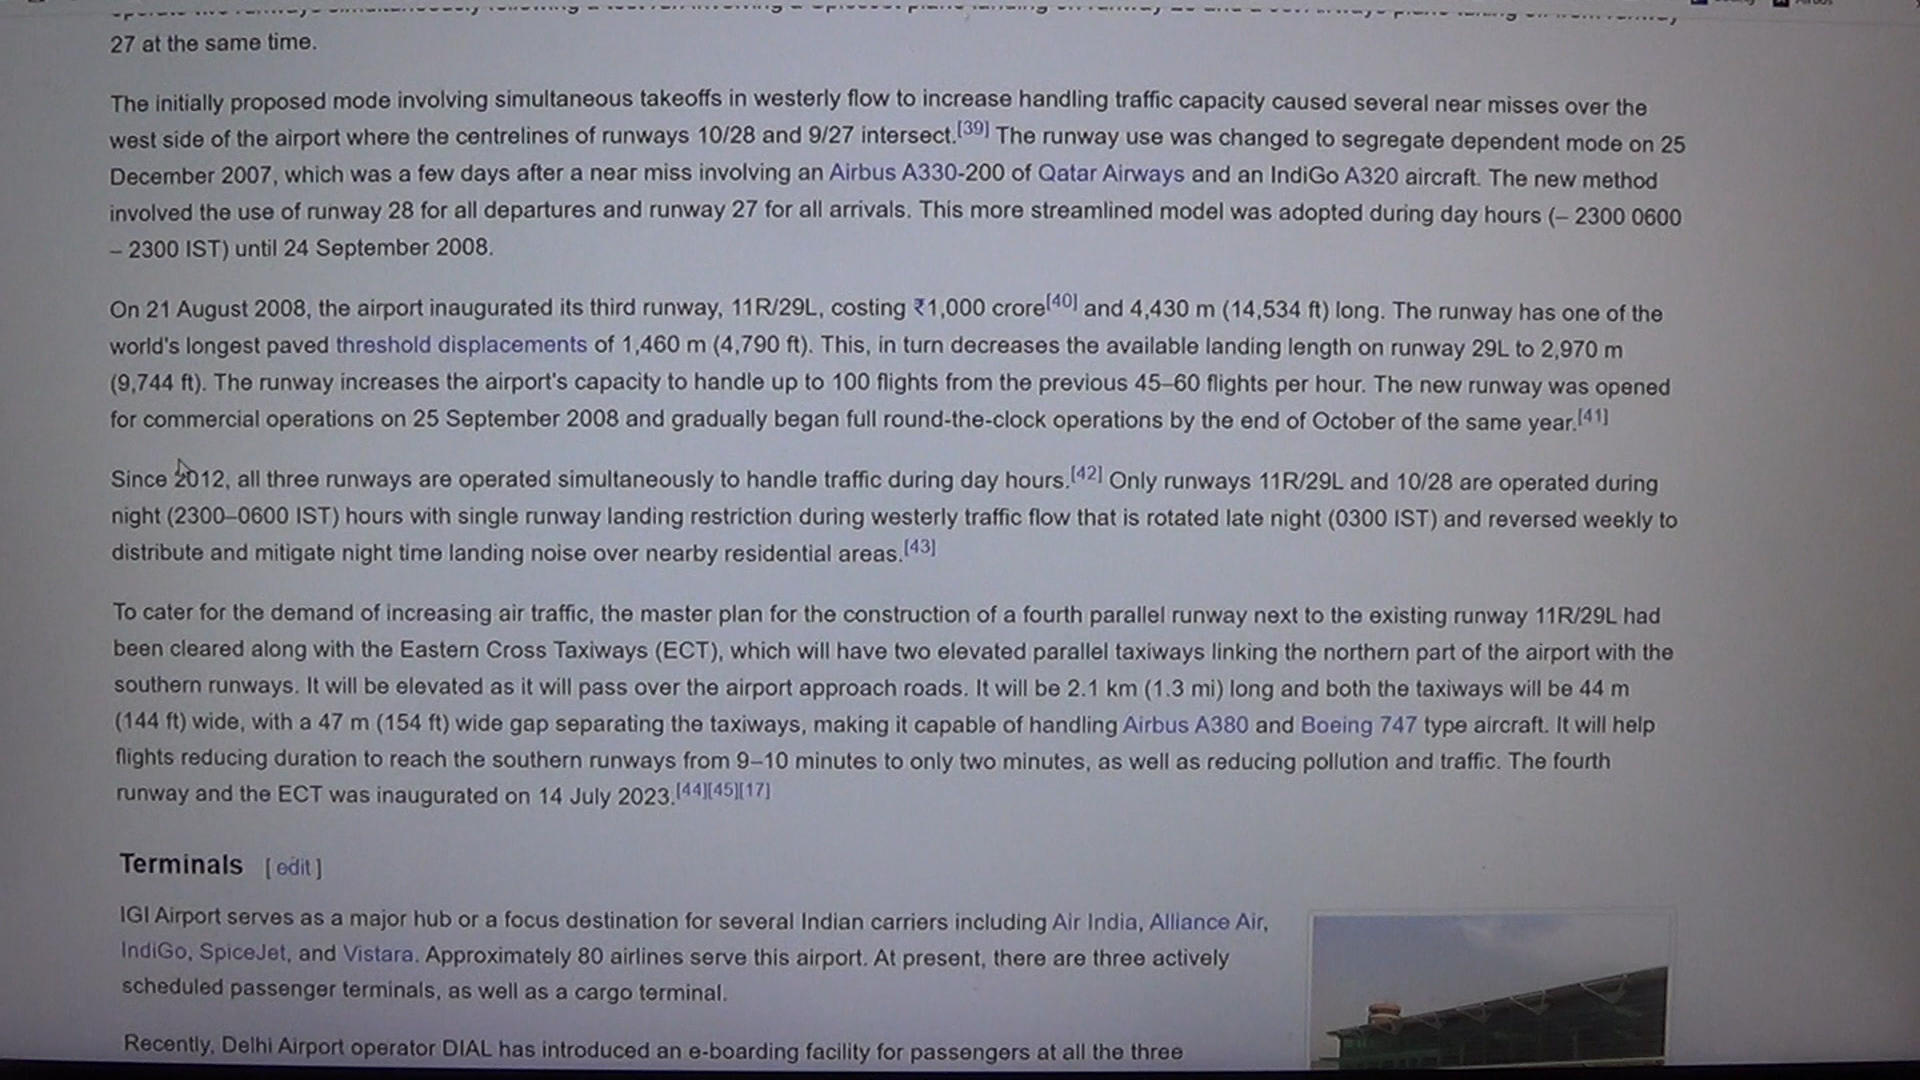 27 at the same time.
The initially proposed mode involving simultaneous takeoffs in westerly flow to increase handling traffic capacity caused several near misses over the
west side of the airport where the centrelines of runways 10/28 and 9/27 intersect.[39] The runway use was changed to segregate dependent mode on 25
December 2007, which was a few days after a near miss involving an Airbus A330-200 of Qatar Airways and an IndiGo A320 aircraft. The new method
involved the use of runway 28 for all departures and runway 27 for all arrivals. This more streamlined model was adopted during day hours (– 2300 0600
– 2300 IST) until 24 September 2008.
On 21 August 2008, the airport inaugurated its third runway, 11R/29L, costing ₹1,000 crore[40] and 4,430 m (14,534 ft) long. The runway has one of the
world's longest paved threshold displacements of 1,460 m (4,790 ft). This, in turn decreases the available landing length on runway 29L to 2,970 m
(9,744 ft). The runway increases the airport's capacity to handle up to 100 flights from the previous 45–60 flights per hour. The new runway was opened
for commercial operations on 25 September 2008 and gradually began full round-the-clock operations by the end of October of the same year.[41]
Since 2012, all three runways are operated simultaneously to handle traffic during day hours.[42] Only runways 11R/29L and 10/28 are operated during
night (2300–0600 IST) hours with single runway landing restriction during westerly traffic flow that is rotated late night (0300 IST) and reversed weekly to
distribute and mitigate night time landing noise over nearby residential areas.[43]
To cater for the demand of increasing air traffic, the master plan for the construction of a fourth parallel runway next to the existing runway 11R/29L had
been cleared along with the Eastern Cross Taxiways (ECT), which will have two elevated parallel taxiways linking the northern part of the airport with the
southern runways. It will be elevated as it will pass over the airport approach roads. It will be 2.1 km (1.3 mi) long and both the taxiways will be 44 m
(144 ft) wide, with a 47 m (154 ft) wide gap separating the taxiways, making it capable of handling Airbus A380 and Boeing 747 type aircraft. It will help
flights reducing duration to reach the southern runways from 9–10 minutes to only two minutes, as well as reducing pollution and traffic. The fourth
runway and the ECT was inaugurated on 14 July 2023.[44][45][17]
Terminals [edit]
IGI Airport serves as a major hub or a focus destination for several Indian carriers including Air India, Alliance Air,
IndiGo, SpiceJet, and Vistara. Approximately 80 airlines serve this airport. At present, there are three actively
scheduled passenger terminals, as well as a cargo terminal.
Recently, Delhi Airport operator DIAL has introduced an e-boarding facility for passengers at all the three